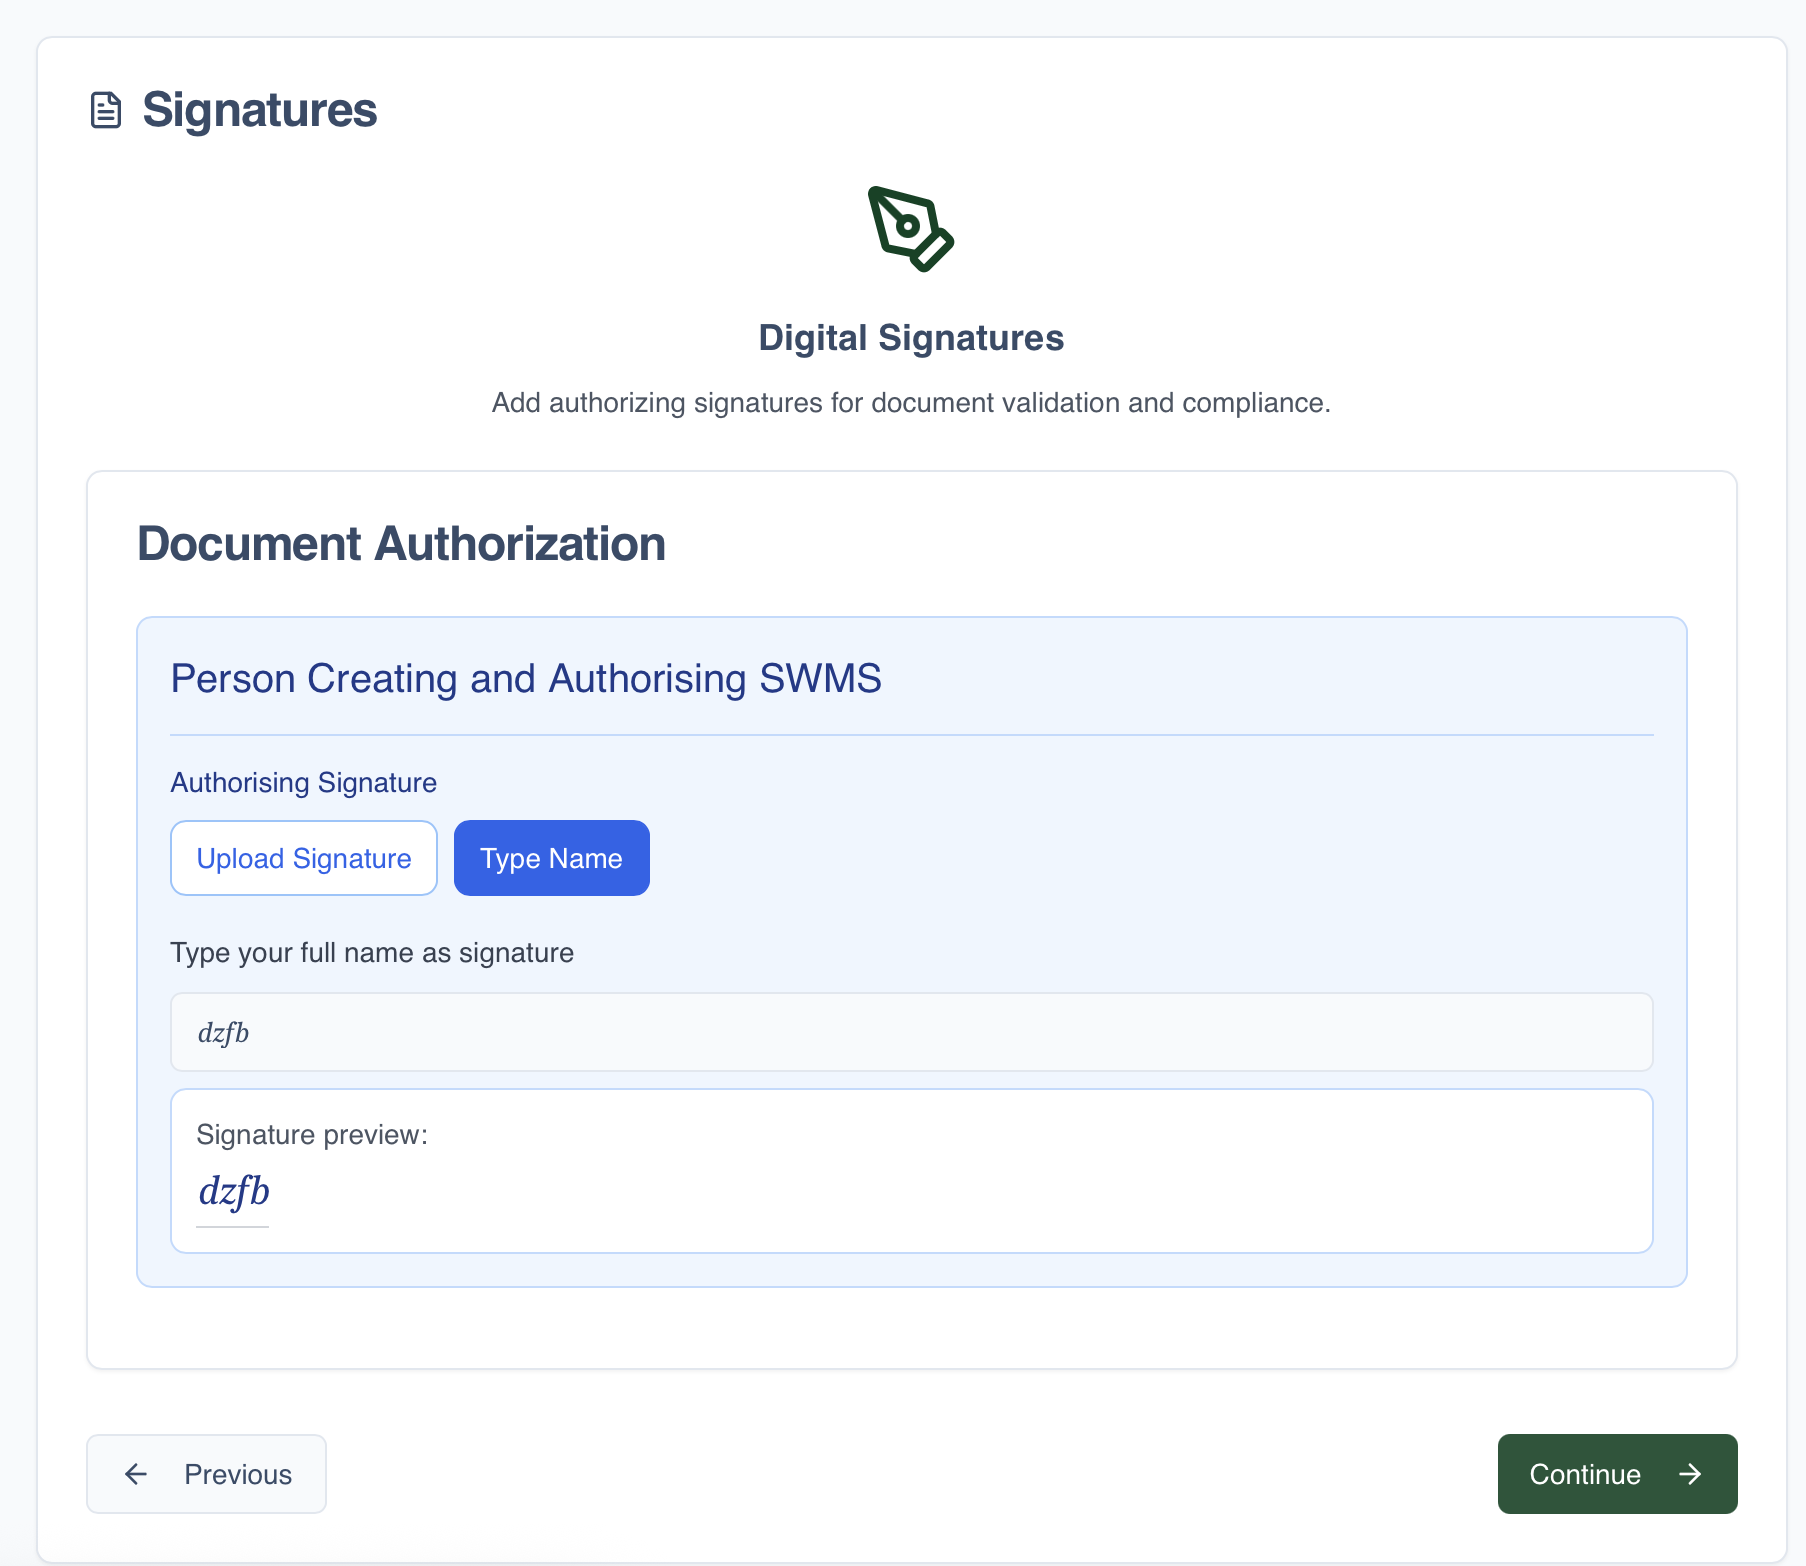 Signatures
Digital Signatures
Add authorizing signatures for document validation and compliance.
Document Authorization
Person Creating and Authorising SWMS
Authorising Signature
Upload Signature
Type Name
Type your full name as signature
dzfb
Signature preview:
dzfb
Previous
Continue